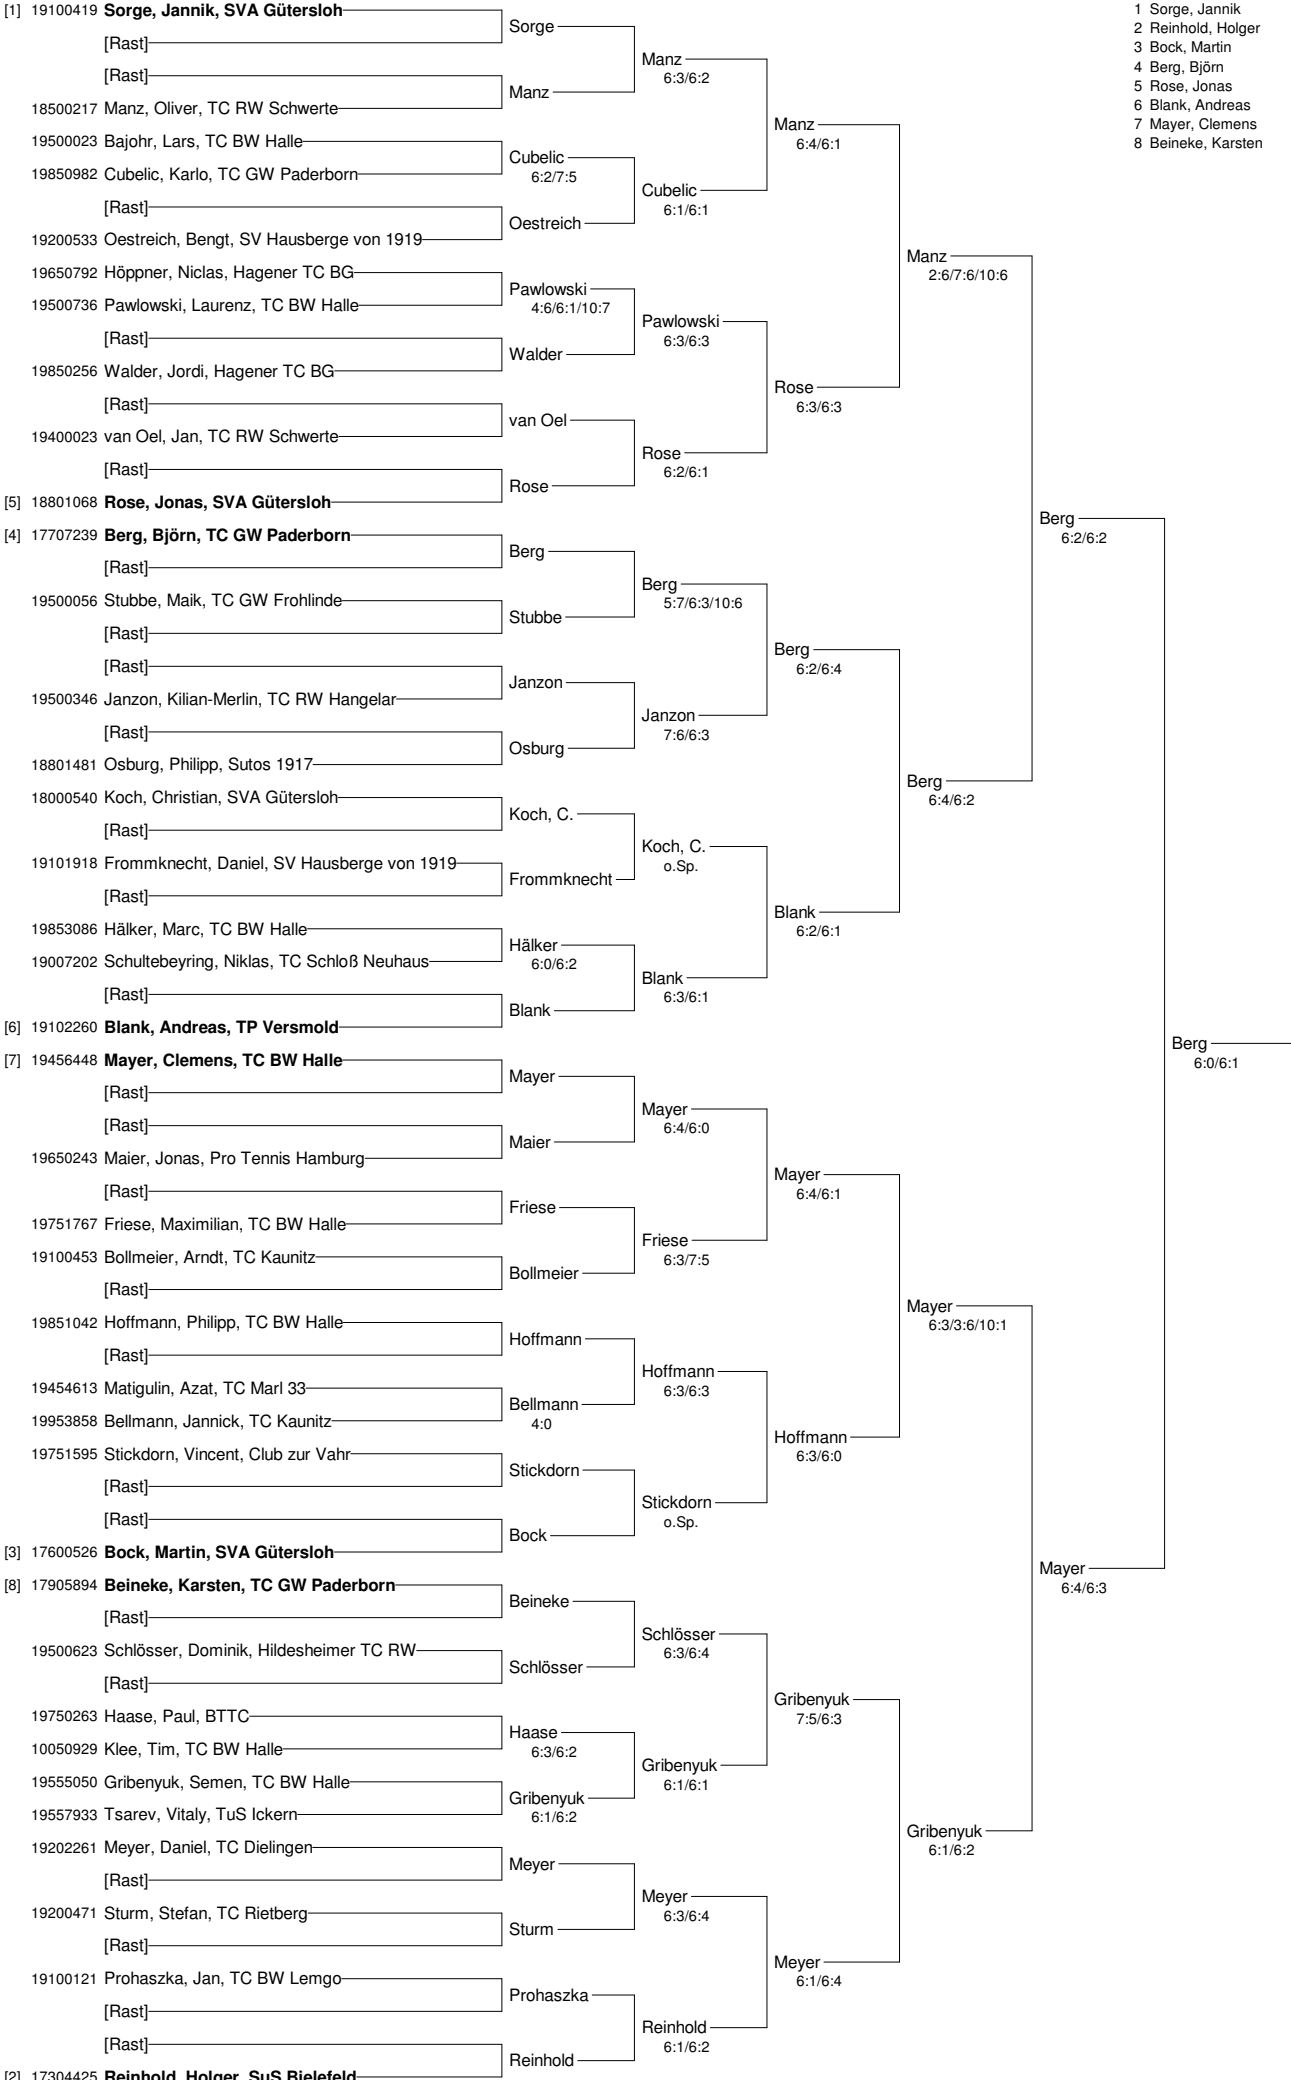 [1] 19100419 Sorge, Jannik, SVA Gütersloh
[Rast]
[Rast]
18500217 Manz, Oliver, TC RW Schwerte
19500023 Bajohr, Lars, TC BW Halle
19850982 Cubelic, Karlo, TC GW Paderborn
[Rast]
19200533 Oestreich, Bengt, SV Hausberge von 1919
19650792 Höppner, Niclas, Hagener TC BG
19500736 Pawlowski, Laurenz, TC BW Halle
[Rast]
19850256 Walder, Jordi, Hagener TC BG
[Rast]
19400023 van Oel, Jan, TC RW Schwerte
[Rast]
[5] 18801068 Rose, Jonas, SVA Gütersloh
[4] 17707239 Berg, Björn, TC GW Paderborn
[Rast]
19500056 Stubbe, Maik, TC GW Frohlinde
[Rast]
[Rast]
19500346 Janzon, Kilian-Merlin, TC RW Hangelar
[Rast]
18801481 Osburg, Philipp, Sutos 1917
18000540 Koch, Christian, SVA Gütersloh
[Rast]
19101918 Frommknecht, Daniel, SV Hausberge von 1919
[Rast]
19853086 Hälker, Marc, TC BW Halle
19007202 Schultebeyring, Niklas, TC Schloß Neuhaus
[Rast]
[6] 19102260 Blank, Andreas, TP Versmold
[7] 19456448 Mayer, Clemens, TC BW Halle
[Rast]
[Rast]
19650243 Maier, Jonas, Pro Tennis Hamburg
[Rast]
19751767 Friese, Maximilian, TC BW Halle
19100453 Bollmeier, Arndt, TC Kaunitz
[Rast]
19851042 Hoffmann, Philipp, TC BW Halle
[Rast]
19454613 Matigulin, Azat, TC Marl 33
19953858 Bellmann, Jannick, TC Kaunitz
19751595 Stickdorn, Vincent, Club zur Vahr
[Rast]
[Rast]
[3] 17600526 Bock, Martin, SVA Gütersloh
[8] 17905894 Beineke, Karsten, TC GW Paderborn
[Rast]
19500623 Schlösser, Dominik, Hildesheimer TC RW
[Rast]
19750263 Haase, Paul, BTTC
10050929 Klee, Tim, TC BW Halle
19555050 Gribenyuk, Semen, TC BW Halle
19557933 Tsarev, Vitaly, TuS Ickern
19202261 Meyer, Daniel, TC Dielingen
[Rast]
19200471 Sturm, Stefan, TC Rietberg
[Rast]
19100121 Prohaszka, Jan, TC BW Lemgo
[Rast]
[Rast]
[2] 17304425 Reinhold, Holger, SuS Bielefeld
Sorge
Manz
Cubelic
6:2/7:5
Oestreich
Pawlowski
4:6/6:1/10:7
Walder
van Oel
Rose
Berg
Stubbe
Janzon
Osburg
Koch, C.
Frommknecht
Hälker
6:0/6:2
Blank
Mayer
Maier
Friese
Bollmeier
Hoffmann
Bellmann
4:0
Stickdorn
Bock
Beineke
Schlösser
Haase
6:3/6:2
Gribenyuk
6:1/6:2
Meyer
Sturm
Prohaszka
Reinhold
Manz
6:3/6:2
Cubelic
6:1/6:1
Pawlowski
6:3/6:3
Rose
6:2/6:1
Berg
5:7/6:3/10:6
Janzon
7:6/6:3
Koch, C.
o.Sp.
Blank
6:3/6:1
Mayer
6:4/6:0
Friese
6:3/7:5
Hoffmann
6:3/6:3
Stickdorn
o.Sp.
Schlösser
6:3/6:4
Gribenyuk
6:1/6:1
Meyer
6:3/6:4
Reinhold
6:1/6:2
Manz
6:4/6:1
Rose
6:3/6:3
Berg
6:2/6:4
Blank
6:2/6:1
Mayer
6:4/6:1
Hoffmann
6:3/6:0
Gribenyuk
7:5/6:3
Meyer
6:1/6:4
Manz
2:6/7:6/10:6
Berg
6:4/6:2
Mayer
6:3/3:6/10:1
Gribenyuk
6:1/6:2
Berg
6:2/6:2
Mayer
6:4/6:3
Berg
6:0/6:1
1 Sorge, Jannik
2 Reinhold, Holger
3 Bock, Martin
4 Berg, Björn
5 Rose, Jonas
6 Blank, Andreas
7 Mayer, Clemens
8 Beineke, Karsten